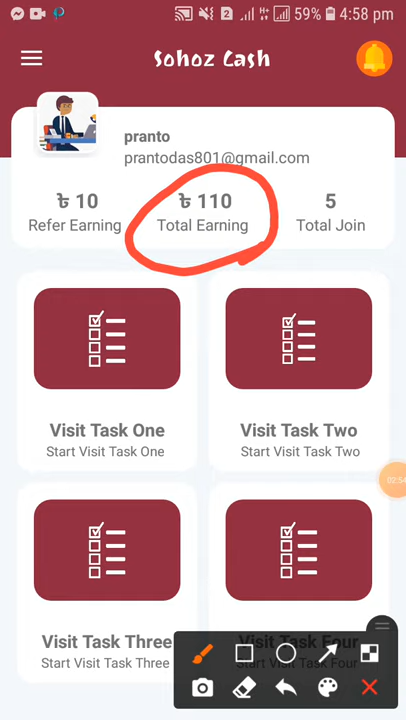 59% 4:58 pm
Sohoz Cash
pranto
prantodas801@gmail.com
৳ 10 ৳ 110 5
Refer Earning Total Earning Total Join
Visit Task One Visit Task Two
Start Visit Task One Start Visit Task Two
02:54
Visit Task Three Visit Task Four
Start Visit Task Three Start Visit Task Four